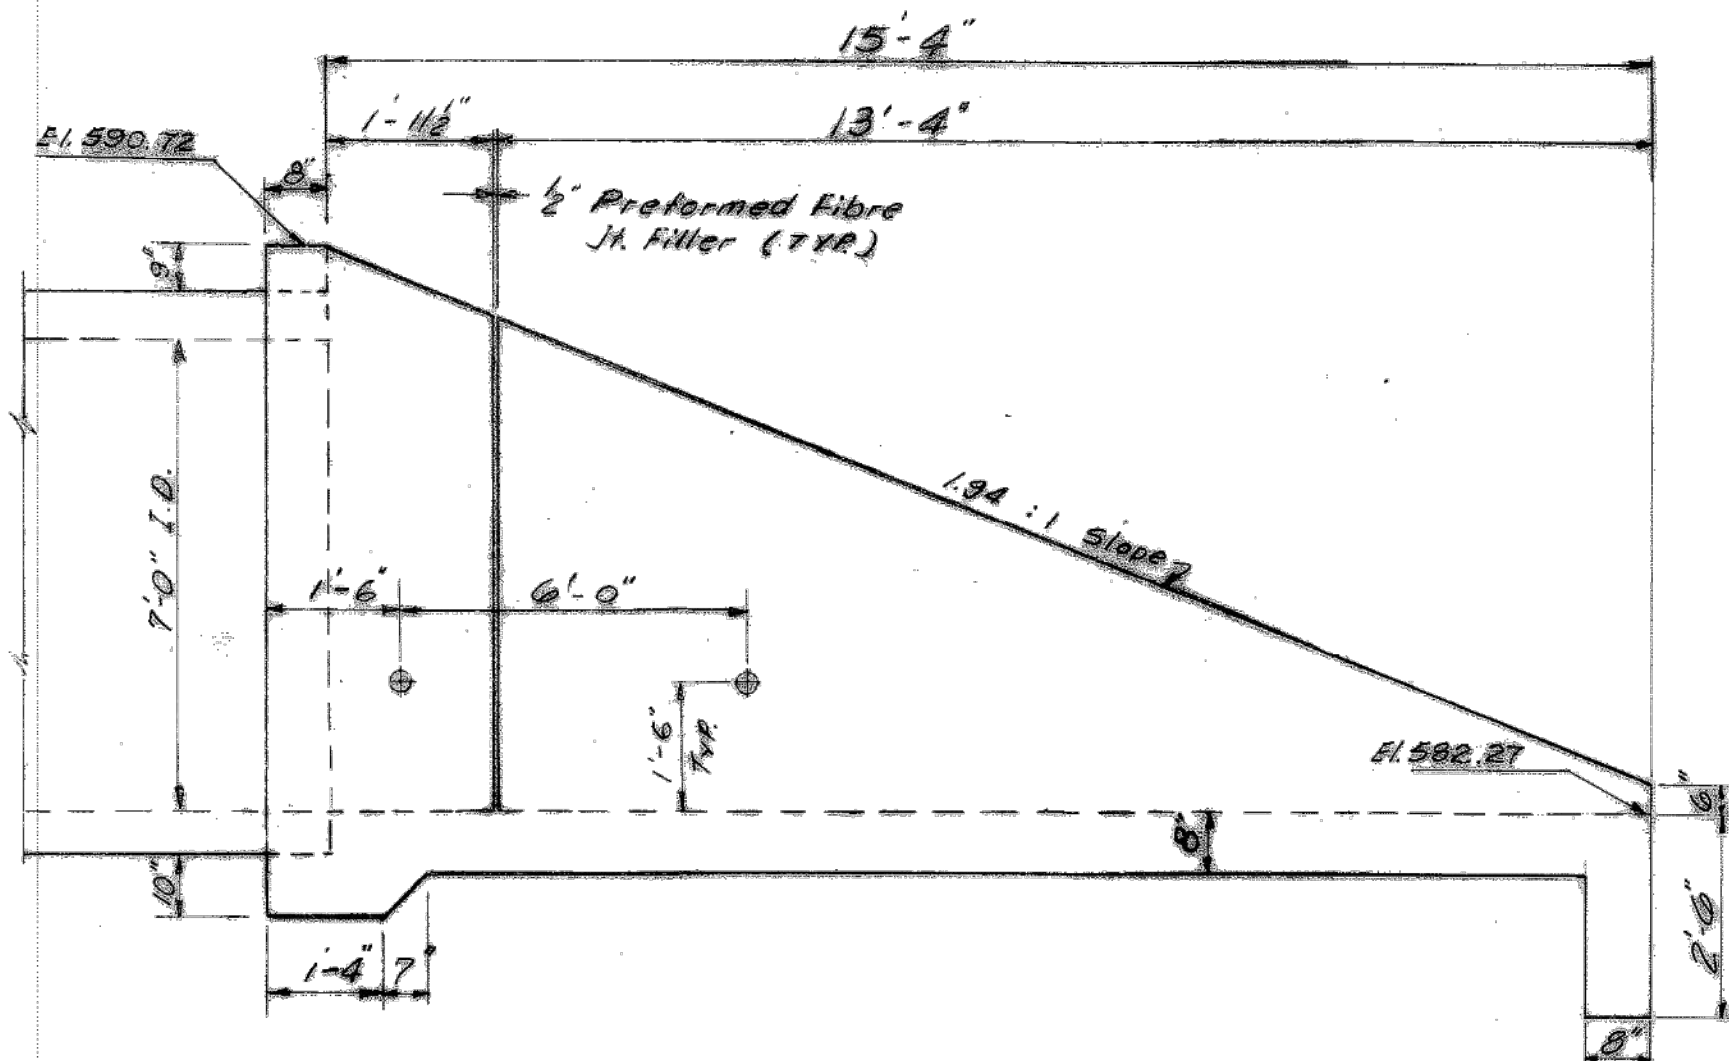 15'-4"
1'-11½"
13'-4"
El. 590.72
8"
½" Preformed Fibre
Jt. Filler (TYP.)
9"
7'-0" I.D.
1.94 : 1 Slope
1'-6"
6'-0"
1'-6"
TYP.
El. 582.27
6"
8"
10"
2'-6"
1'-4"
7"
8"